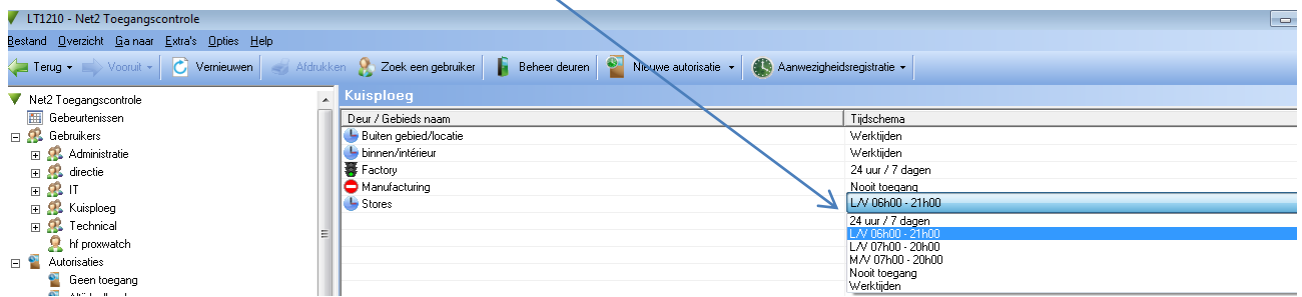 LT1210 - Net2 Toegangscontrole
Bestand Overzicht Ga naar Extra's Opties Help
Terug Vooruit Vernieuwen Afdrukken Zoek een gebruiker Beheer deuren Nieuwe autorisatie Aanwezigheidsregistratie
Net2 Toegangscontrole
Gebeurtenissen
Gebruikers
Administratie
directie
IT
Kuisploeg
Technical
hf proxwatch
Autorisaties
Geen toegang
Kuisploeg
Deur / Gebieds naam Tijdschema
Buiten gebied/locatie Werktijden
binnen/intérieur Werktijden
Factory 24 uur / 7 dagen
Manufacturing Nooit toegang
Stores L/V 06h00 - 21h00
24 uur / 7 dagen
L/V 06h00 - 21h00
L/V 07h00 - 20h00
M/V 07h00 - 20h00
Nooit toegang
Werktijden